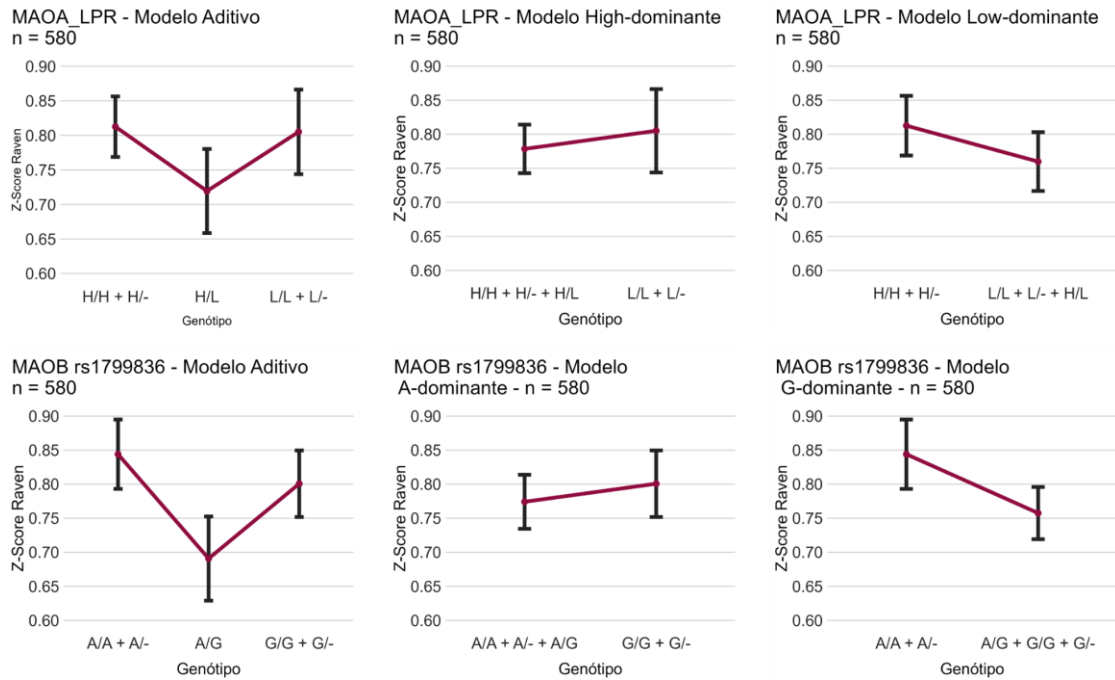 MAOA_LPR - Modelo Aditivo
n = 580
0.90
0.85
0.80
0.75
0.70
0.65
0.60
Z-Score Raven
H/H + H/-
H/L
L/L + L/-
Genótipo
MAOA_LPR - Modelo High-dominante
n = 580
0.90
0.85
0.80
0.75
0.70
0.65
0.60
Z-Score Raven
H/H + H/- + H/L
L/L + L/-
Genótipo
MAOA_LPR - Modelo Low-dominante
n = 580
0.90
0.85
0.80
0.75
0.70
0.65
0.60
Z-Score Raven
H/H + H/-
L/L + L/- + H/L
Genótipo
MAOB rs1799836 - Modelo Aditivo
n = 580
0.90
0.85
0.80
0.75
0.70
0.65
0.60
Z-Score Raven
A/A + A/-
A/G
G/G + G/-
Genótipo
MAOB rs1799836 - Modelo
A-dominante - n = 580
0.90
0.85
0.80
0.75
0.70
0.65
0.60
Z-Score Raven
A/A + A/- + A/G
G/G + G/-
Genótipo
MAOB rs1799836 - Modelo
G-dominante - n = 580
0.90
0.85
0.80
0.75
0.70
0.65
0.60
Z-Score Raven
A/A + A/-
A/G + G/G + G/-
Genótipo